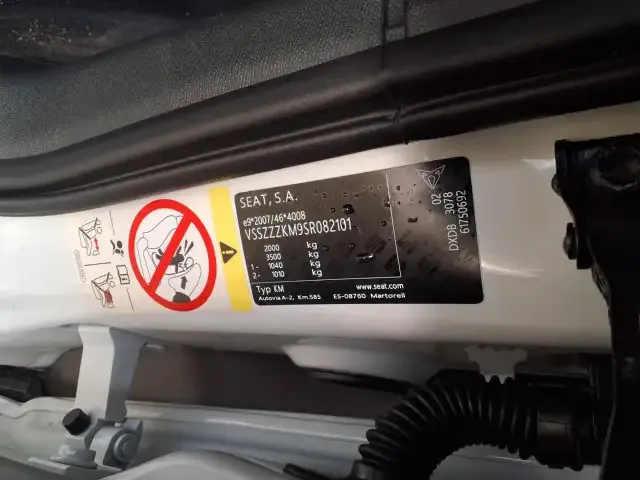 SEAT, S.A.
e9*2007/46*4008
VSSZZZKM9SR082101
2000 kg
3500 kg
1- 1040 kg
2- 1010 kg
Typ KM
www.seat.com
Autovia A-2, Km.585 ES-08760 Martorell
02
DXDB 3078
61750692